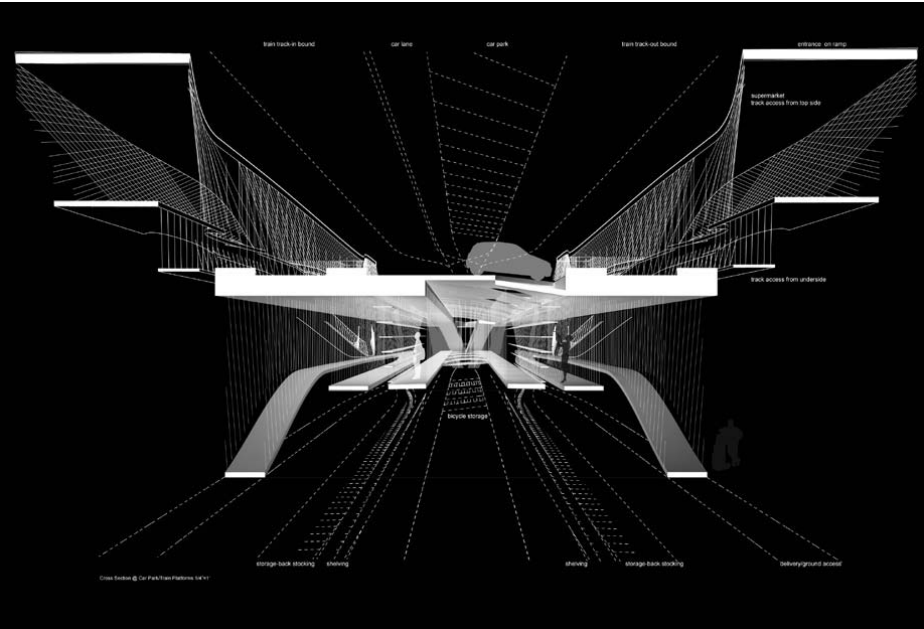 train track-in bound
car lane
car park
train track-out bound
entrance on ramp
supermarket
track access from top side
track access from underside
bicycle storage
storage-back stocking
shelving
shelving
storage-back stocking
delivery/ground access
Cross Section @ Car Park/Train Platforms